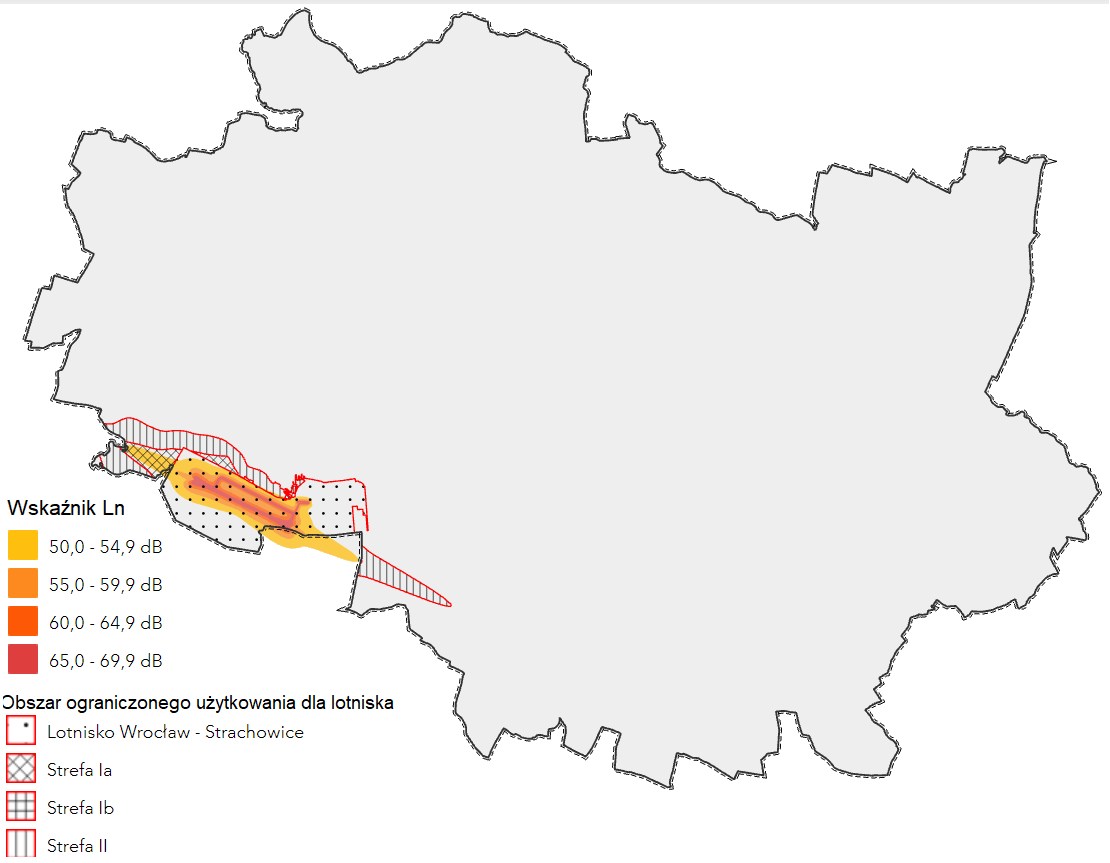 Wskaźnik Ln
50,0 - 54,9 dB
55,0 - 59,9 dB
60,0 - 64,9 dB
65,0 - 69,9 dB
Obszar ograniczonego użytkowania dla lotniska
Lotnisko Wrocław - Strachowice
Strefa Ia
Strefa Ib
Strefa II